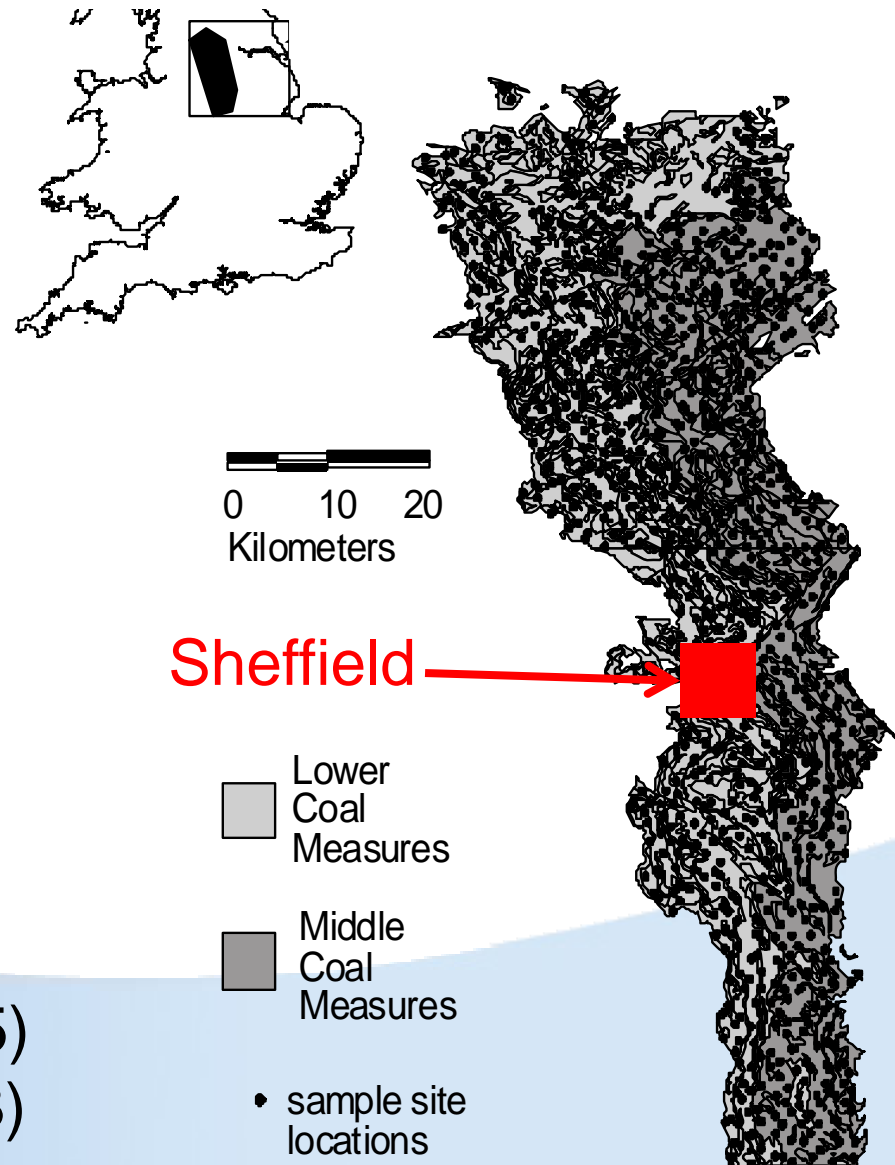 0 10 20
Kilometers
Sheffield
Lower
Coal
Measures
Middle
Coal
Measures
sample site
locations